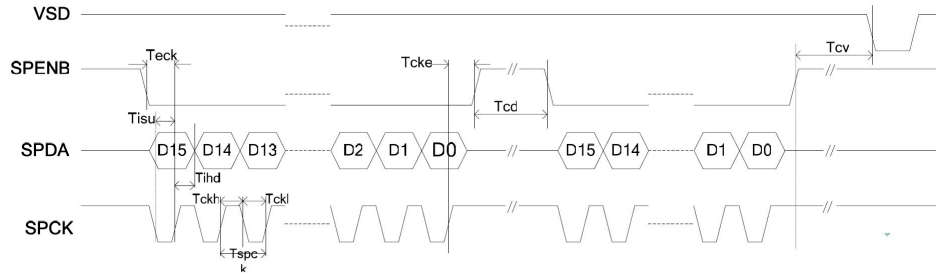 VSD
Tcv
Teck
Tcke
SPENB
Tcd
Tisu
SPDA
D15
D14
D13
D2
D1
D0
D15
D14
D1
D0
Tihd
Tckh
Tckl
SPCK
Tspc
k